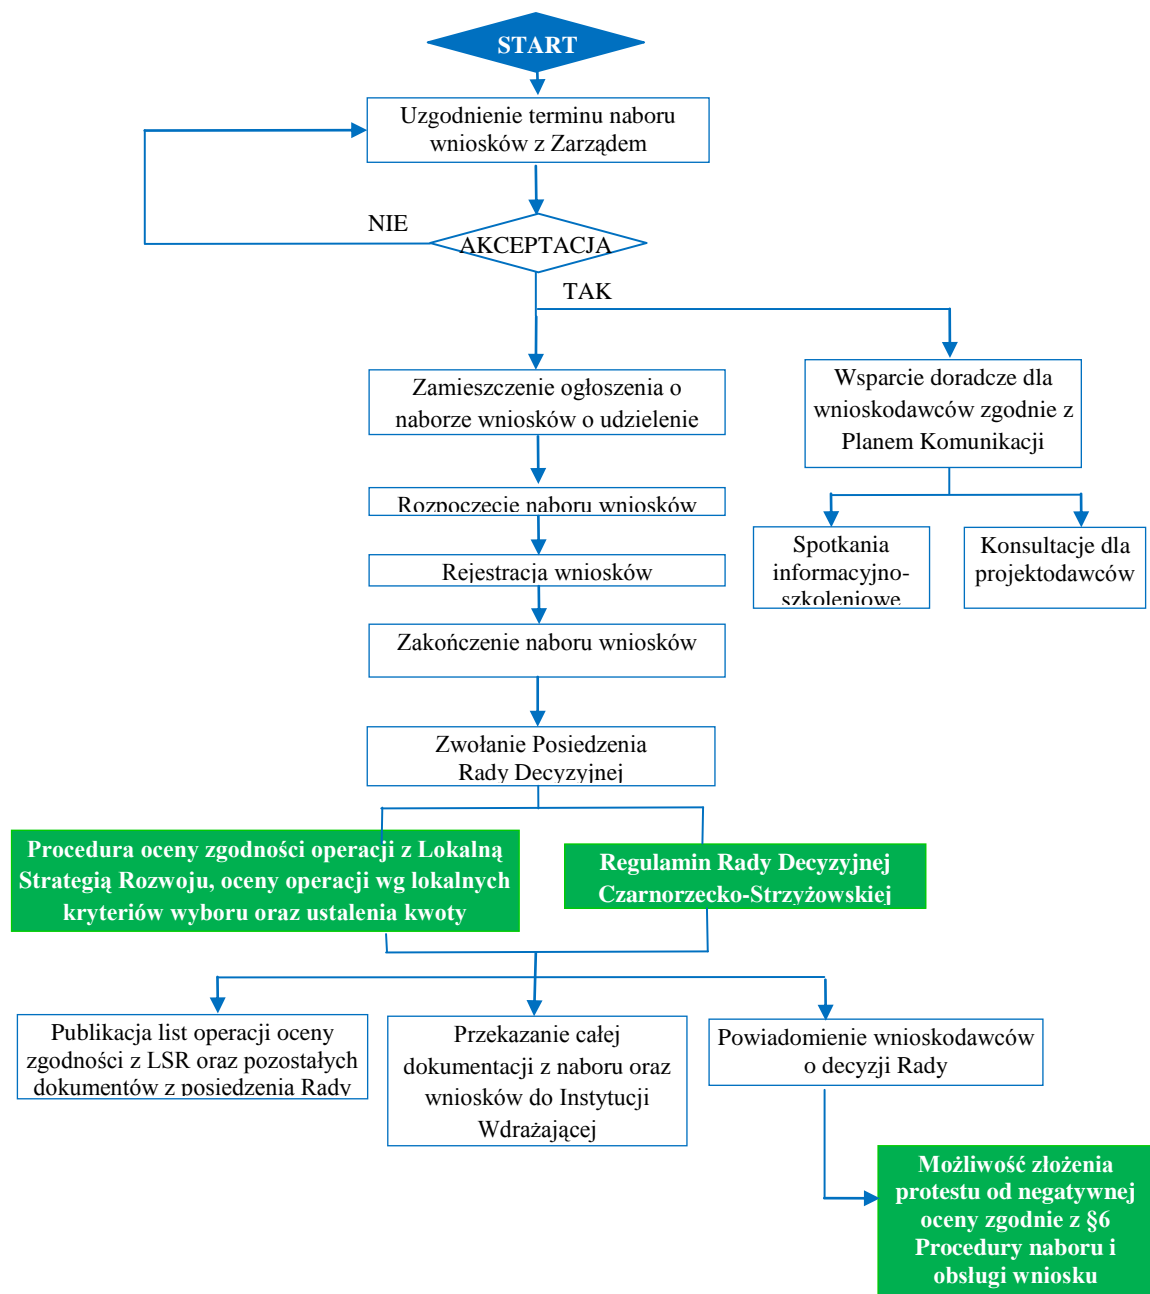 START
Uzgodnienie terminu naboru
wniosków z Zarządem
NIE
AKCEPTACJA
TAK
Zamieszczenie ogłoszenia o
naborze wniosków o udzielenie
Wsparcie doradcze dla
wnioskodawców zgodnie z
Planem Komunikacji
Rozpoczęcie naboru wniosków
Spotkania
informacyjno-
szkoleniowe
Konsultacje dla
projektodawców
Rejestracja wniosków
Zakończenie naboru wniosków
Zwołanie Posiedzenia
Rady Decyzyjnej
Procedura oceny zgodności operacji z Lokalną
Strategią Rozwoju, oceny operacji wg lokalnych
kryteriów wyboru oraz ustalenia kwoty
Regulamin Rady Decyzyjnej
Czarnorzecko-Strzyżowskiej
Publikacja list operacji oceny
zgodności z LSR oraz pozostałych
dokumentów z posiedzenia Rady
Przekazanie całej
dokumentacji z naboru oraz
wniosków do Instytucji
Wdrażającej
Powiadomienie wnioskodawców
o decyzji Rady
Możliwość złożenia
protestu od negatywnej
oceny zgodnie z §6
Procedury naboru i
obsługi wniosku